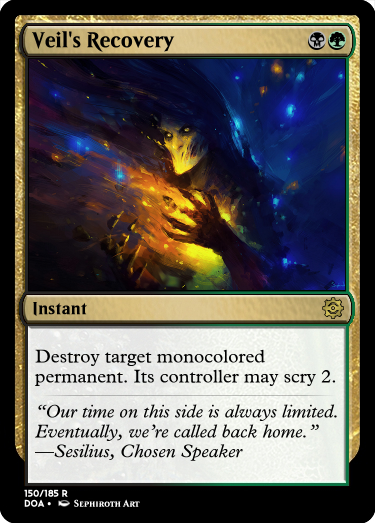 Veil's Recovery
Instant
Destroy target monocolored
permanent. Its controller may scry 2.
“Our time on this side is always limited.
Eventually, we’re called back home.”
—Sesilius, Chosen Speaker
150/185 R
DOA • Sephiroth Art